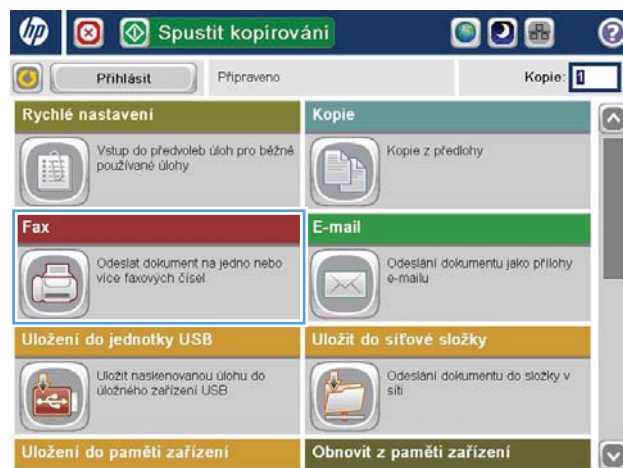 hp Spustit kopírování ?
Přihlásit Připraveno Kopie: 1
Rychlé nastavení Kopie
Vstup do předvoleb úloh pro běžně Kopie z předlohy
používané úlohy
Fax E-mail
Odeslat dokument na jedno nebo Odeslání dokumentu jako přílohy
více faxových čísel e-mailu
Uložení do jednotky USB Uložit do síťové složky
Uložit naskenovanou úlohu do Odeslání dokumentu do složky v
úložného zařízení USB síti
Uložení do paměti zařízení Obnovit z paměti zařízení